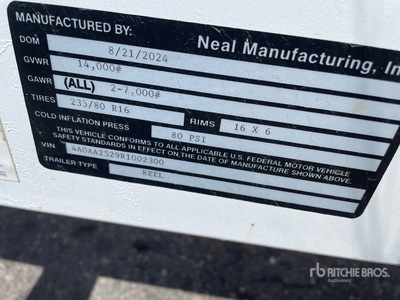 MANUFACTURED BY: Neal Manufacturing, In
DOM 8/21/2024
GVWR 14,000#
GAWR (ALL) 2-7,000#
TIRES 235/80 R16 RIMS 16 X 6
COLD INFLATION PRESS 80 PSI
THIS VEHICLE CONFORMS TO ALL APPLICABLE U.S. FEDERAL MOTOR VEHICLE
SAFETY STANDARDS IN EFFECT ON THE DATE OF MANUFACTURE SHOWN ABOVE.
VIN 4A0AA2529R1002300
TRAILER TYPE REEL
rb RITCHIE BROS.
Auctioneers